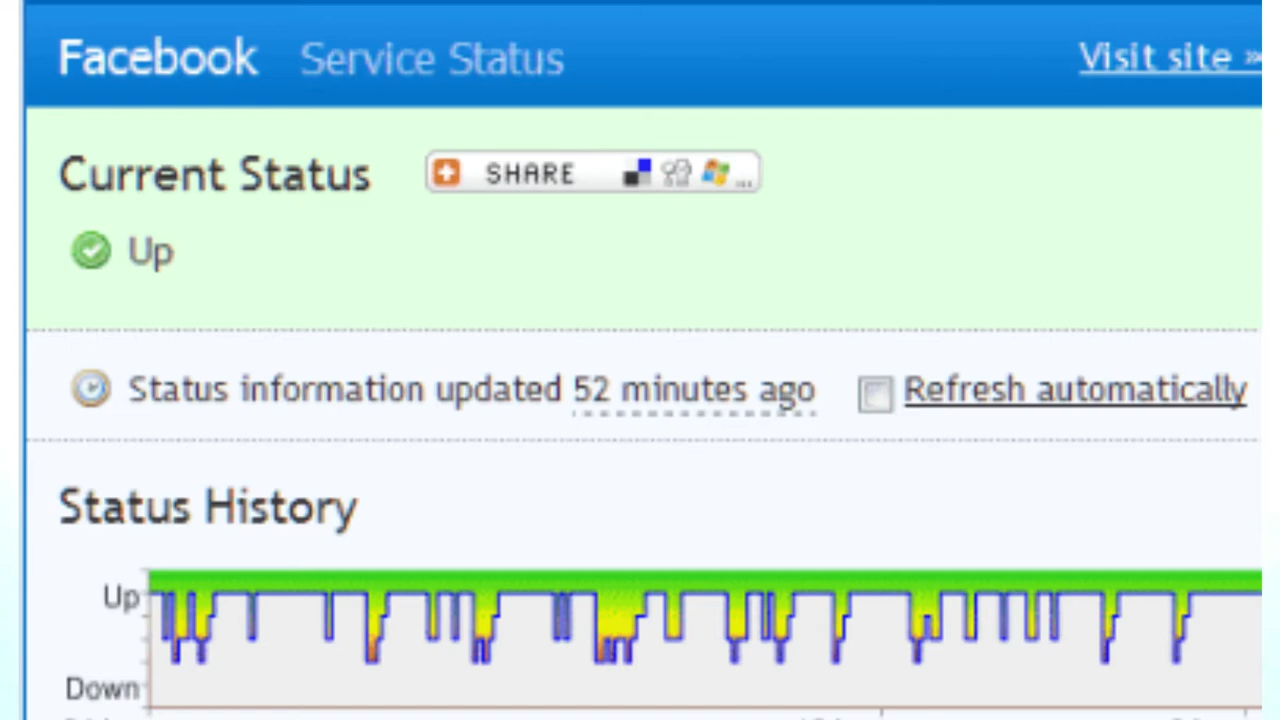 Facebook Service Status Visit site »
Current Status SHARE ...
Up
Status information updated 52 minutes ago Refresh automatically
Status History
Up
Down